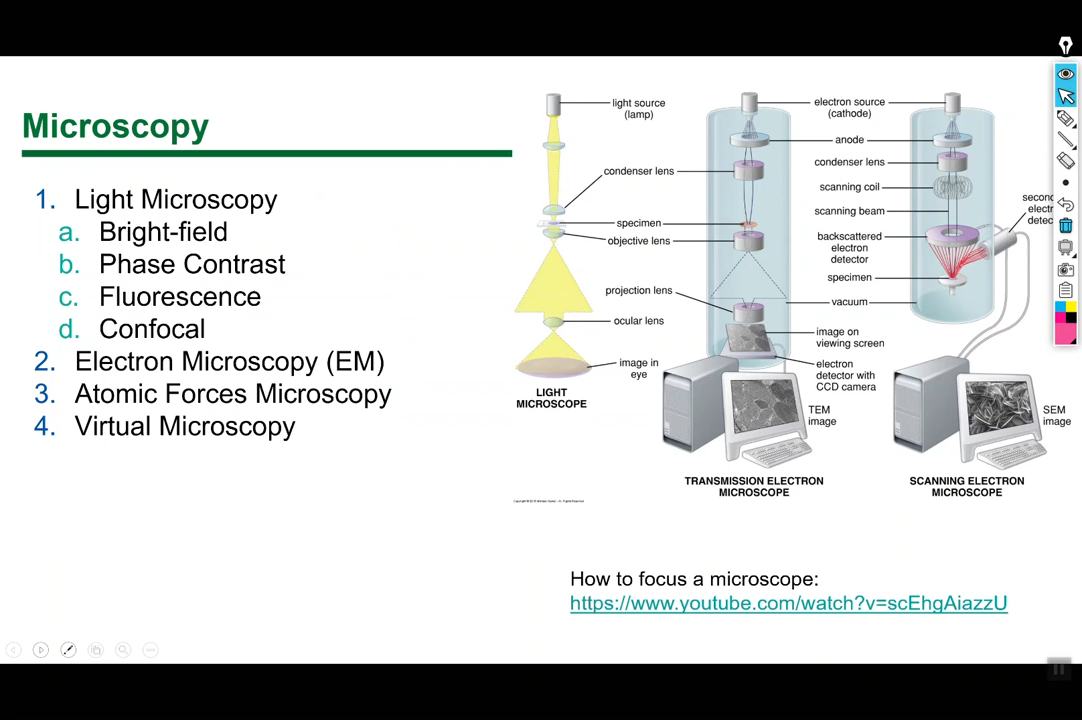 Microscopy
1. Light Microscopy
a. Bright-field
b. Phase Contrast
c. Fluorescence
d. Confocal
2. Electron Microscopy (EM)
3. Atomic Forces Microscopy
4. Virtual Microscopy
light source
(lamp)
condenser lens
specimen
objective lens
projection lens
ocular lens
image in
eye
LIGHT
MICROSCOPE
electron source
(cathode)
anode
condenser lens
scanning coil
scanning beam
backscattered
electron
detector
specimen
vacuum
image on
viewing screen
electron
detector with
CCD camera
TEM
image
TRANSMISSION ELECTRON
MICROSCOPE
secon
electr
detec
SEM
image
SCANNING ELECTRON
MICROSCOPE
How to focus a microscope:
https://www.youtube.com/watch?v=scEhgAiazzU